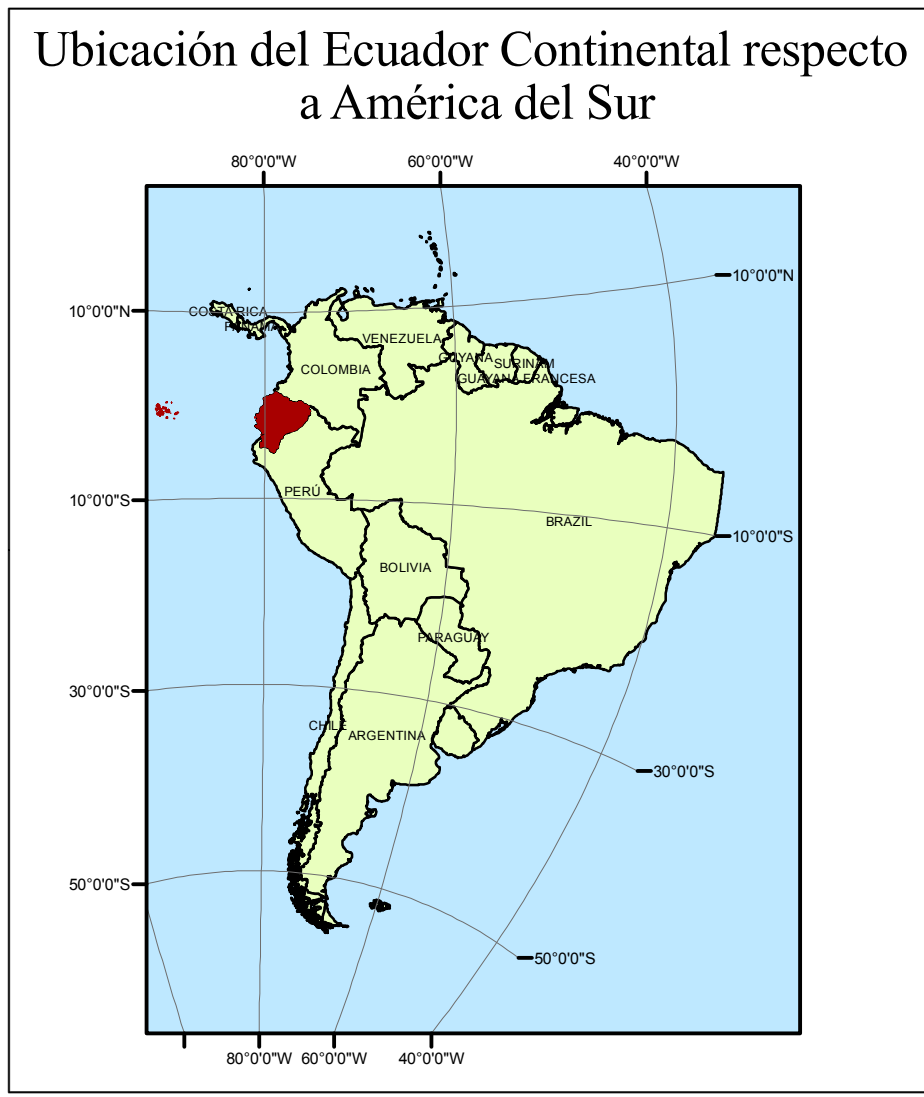 Ubicación del Ecuador Continental respecto
a América del Sur
80°0'0"W
60°0'0"W
40°0'0"W
10°0'0"N
10°0'0"N
COSTA RICA
PANAMA
VENEZUELA
GUYANA
SURINAM
COLOMBIA
GUAYANA FRANCESA
PERÚ
10°0'0"S
BRAZIL
10°0'0"S
BOLIVIA
PARAGUAY
30°0'0"S
CHILE
ARGENTINA
30°0'0"S
50°0'0"S
50°0'0"S
80°0'0"W
60°0'0"W
40°0'0"W